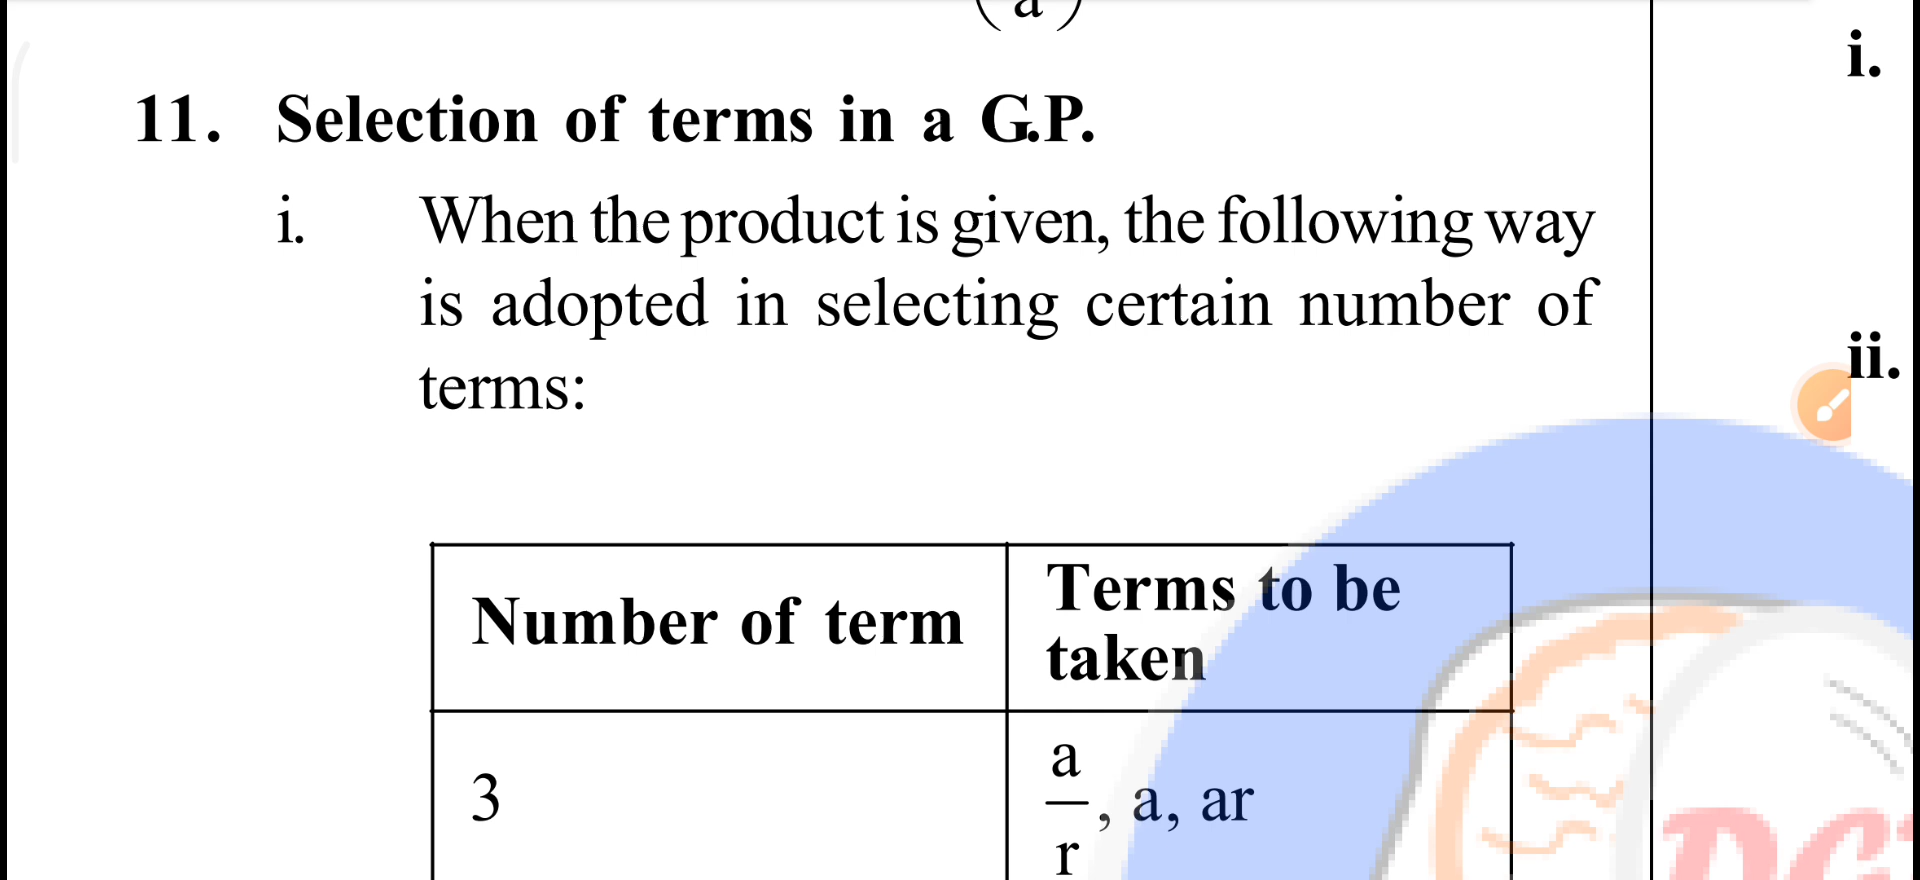 11. Selection of terms in a G.P.
i. When the product is given, the following way
is adopted in selecting certain number of
terms:
Number of term
Terms to be
taken
3
a
—, a, ar
r
i.
ii.